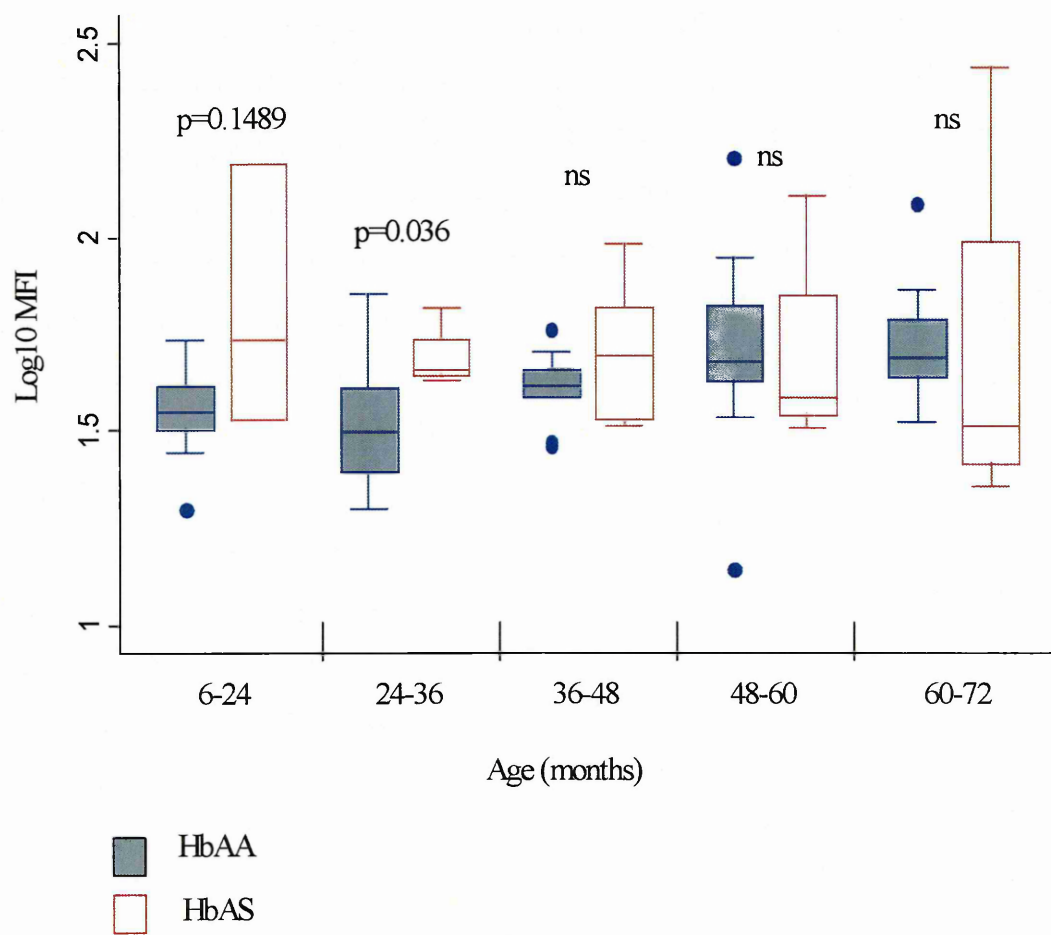 2.5
p=0.1489
ns
ns
ns
2
p=0.036
Log10 MFI
1.5
1
6-24
24-36
36-48
48-60
60-72
Age (months)
HbAA
HbAS